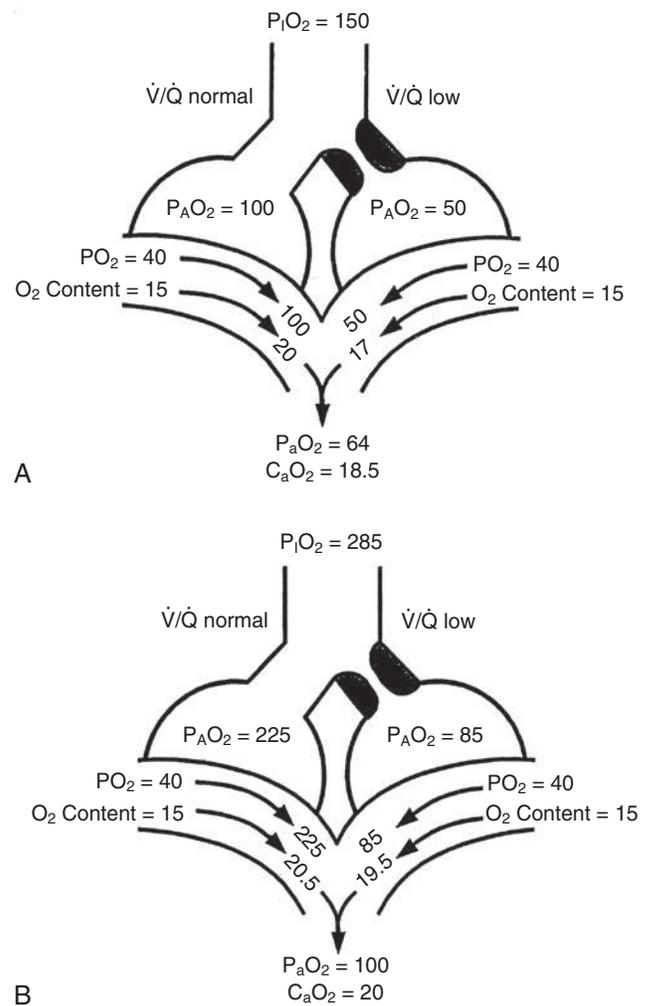 PIO2 = 150
V̇/Q̇ normal V̇/Q̇ low
PAO2 = 100 PAO2 = 50
PO2 = 40 PO2 = 40
O2 Content = 15 O2 Content = 15
100 50
20 17
PaO2 = 64
CaO2 = 18.5
A
PIO2 = 285
V̇/Q̇ normal V̇/Q̇ low
PAO2 = 225 PAO2 = 85
PO2 = 40 PO2 = 40
O2 Content = 15 O2 Content = 15
225 85
20.5 19.5
PaO2 = 100
CaO2 = 20
B